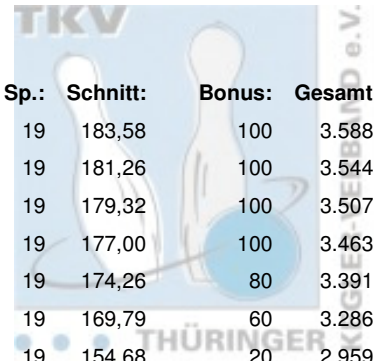 TKV
Sp.: Schnitt: Bonus: Gesamt
19 183,58 100 3.588
19 181,26 100 3.544
19 179,32 100 3.507
19 177,00 100 3.463
19 174,26 80 3.391
19 169,79 60 3.286
19 154,68 20 2.959
THÜRINGER
KEGLER-VERBAND e.V.